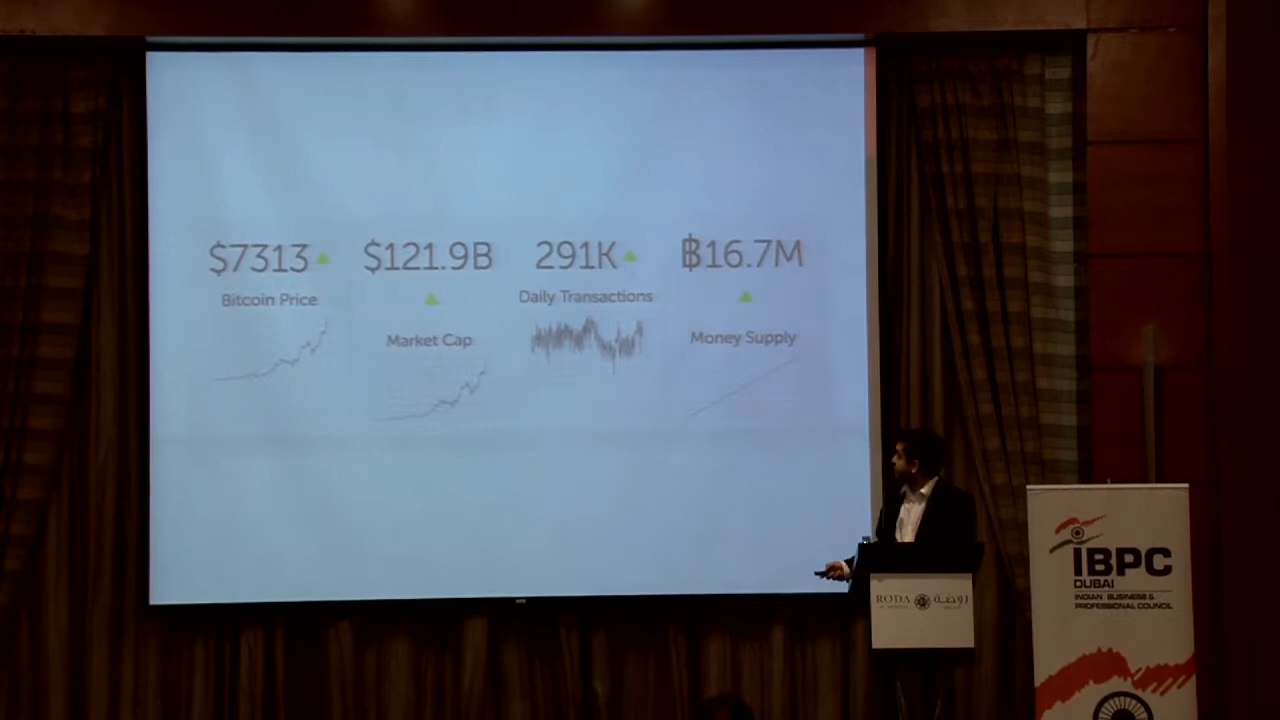 $7313
Bitcoin Price
$121.9B
Market Cap
291K
Daily Transactions
฿16.7M
Money Supply
RODA روضة
IBPC
DUBAI
INDIAN BUSINESS &
PROFESSIONAL COUNCIL